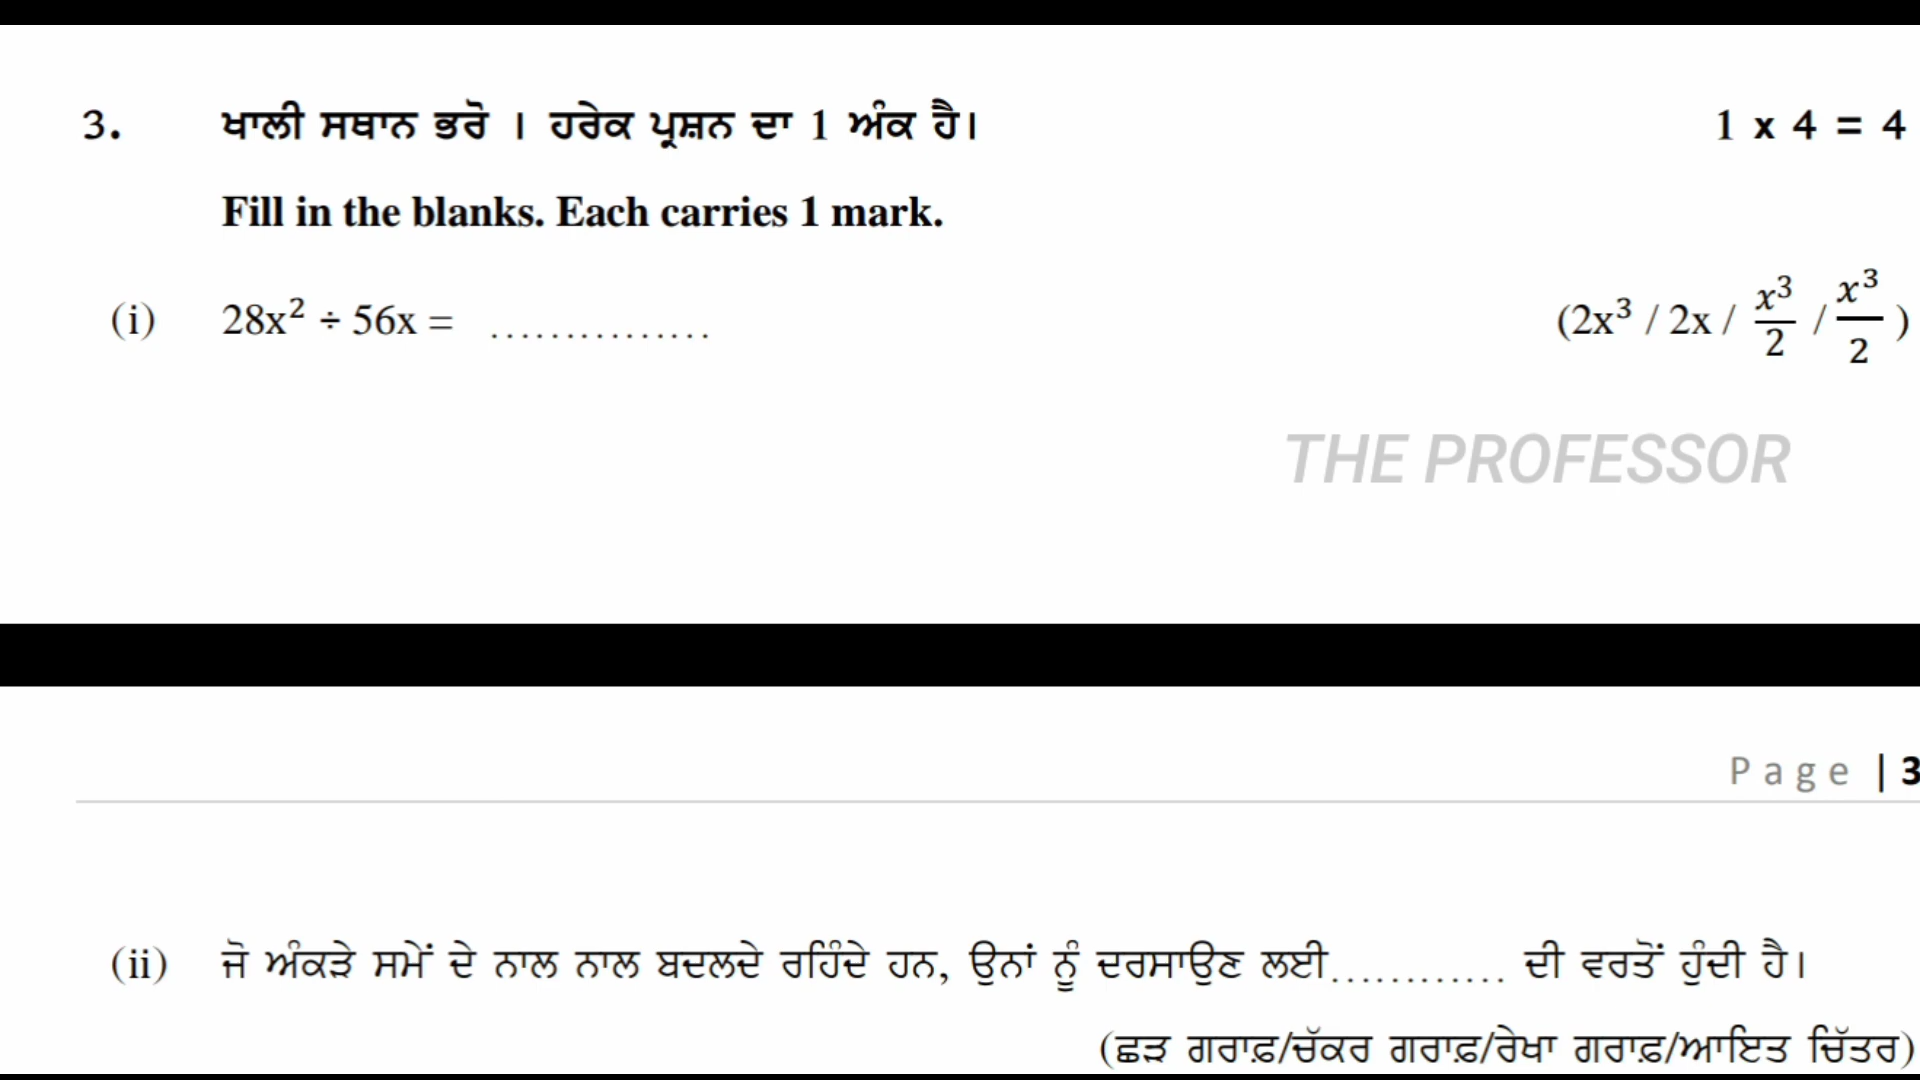 3. ਖਾਲੀ ਸਥਾਨ ਭਰੋ । ਹਰੇਕ ਪ੍ਰਸ਼ਨ ਦਾ 1 ਅੰਕ ਹੈ। 1 x 4 = 4
Fill in the blanks. Each carries 1 mark.
(i) 28x² ÷ 56x = ............... (2x³ / 2x / x³/2 / x³/2 )
THE PROFESSOR
Page | 3
(ii) ਜੋ ਅੰਕੜੇ ਸਮੇਂ ਦੇ ਨਾਲ ਨਾਲ ਬਦਲਦੇ ਰਹਿੰਦੇ ਹਨ, ਉਨਾਂ ਨੂੰ ਦਰਸਾਉਣ ਲਈ............ ਦੀ ਵਰਤੋਂ ਹੁੰਦੀ ਹੈ।
(ਛੜ ਗਰਾਫ਼/ਚੱਕਰ ਗਰਾਫ਼/ਰੇਖਾ ਗਰਾਫ਼/ਆਇਤ ਚਿੱਤਰ)